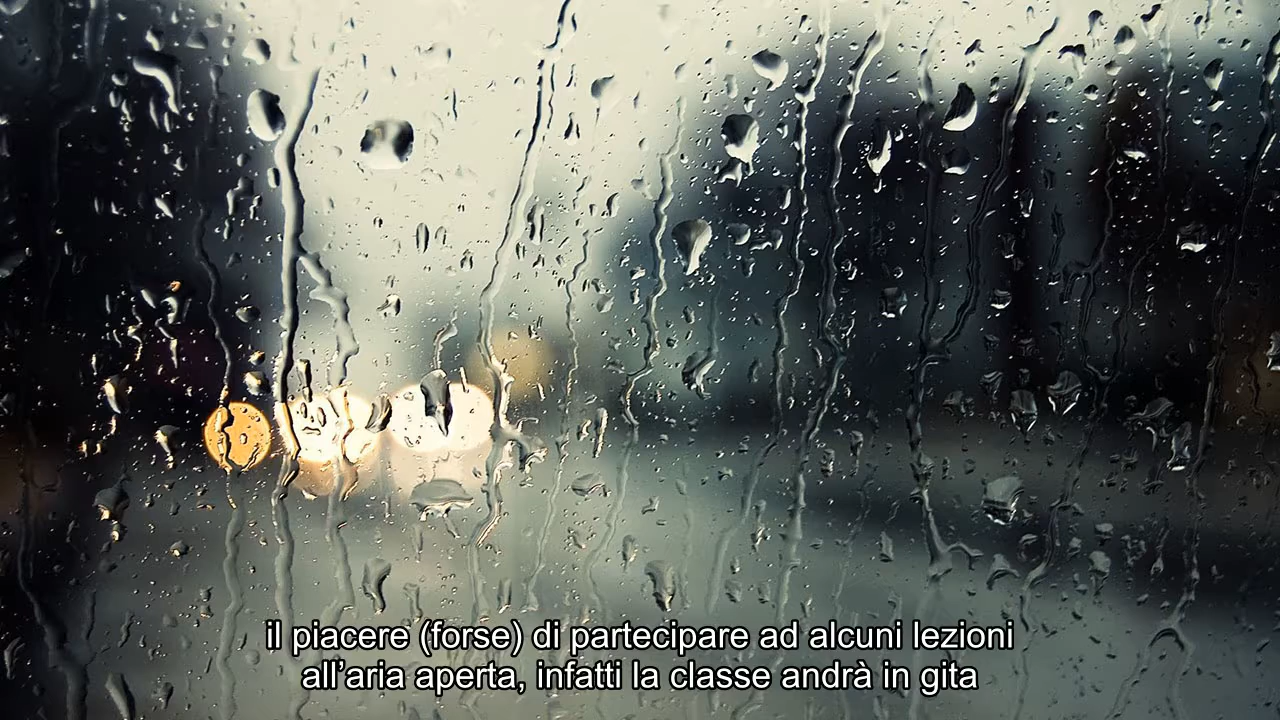 il piacere (forse) di partecipare ad alcuni lezioni
all’aria aperta, infatti la classe andrà in gita